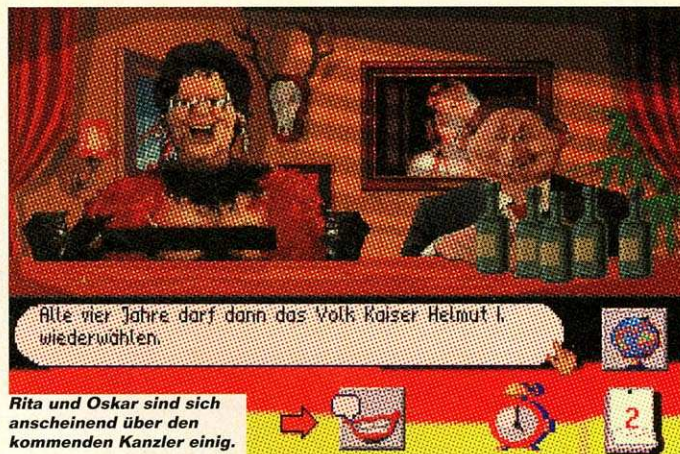 Alle vier Jahre darf dann das Volk Kaiser Helmut I.
wiederwählen.
2
Rita und Oskar sind sich
anscheinend über den
kommenden Kanzler einig.